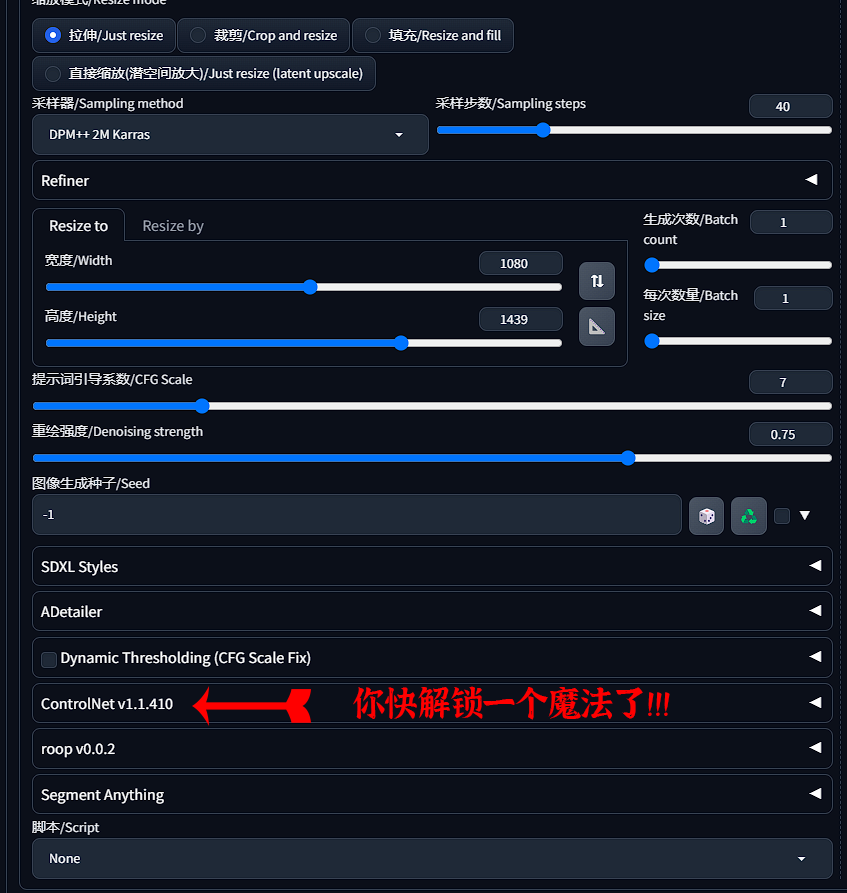 缩放模式/Resize mode
拉伸/Just resize
裁剪/Crop and resize
填充/Resize and fill
直接缩放(潜空间放大)/Just resize (latent upscale)
采样器/Sampling method
DPM++ 2M Karras
采样步数/Sampling steps
40
Refiner
Resize to
Resize by
宽度/Width
1080
高度/Height
1439
生成次数/Batch
count
1
每次数量/Batch
size
1
提示词引导系数/CFG Scale
7
重绘强度/Denoising strength
0.75
图像生成种子/Seed
-1
SDXL Styles
ADetailer
Dynamic Thresholding (CFG Scale Fix)
ControlNet v1.1.410
你快解锁一个魔法了!!!
roop v0.0.2
Segment Anything
脚本/Script
None